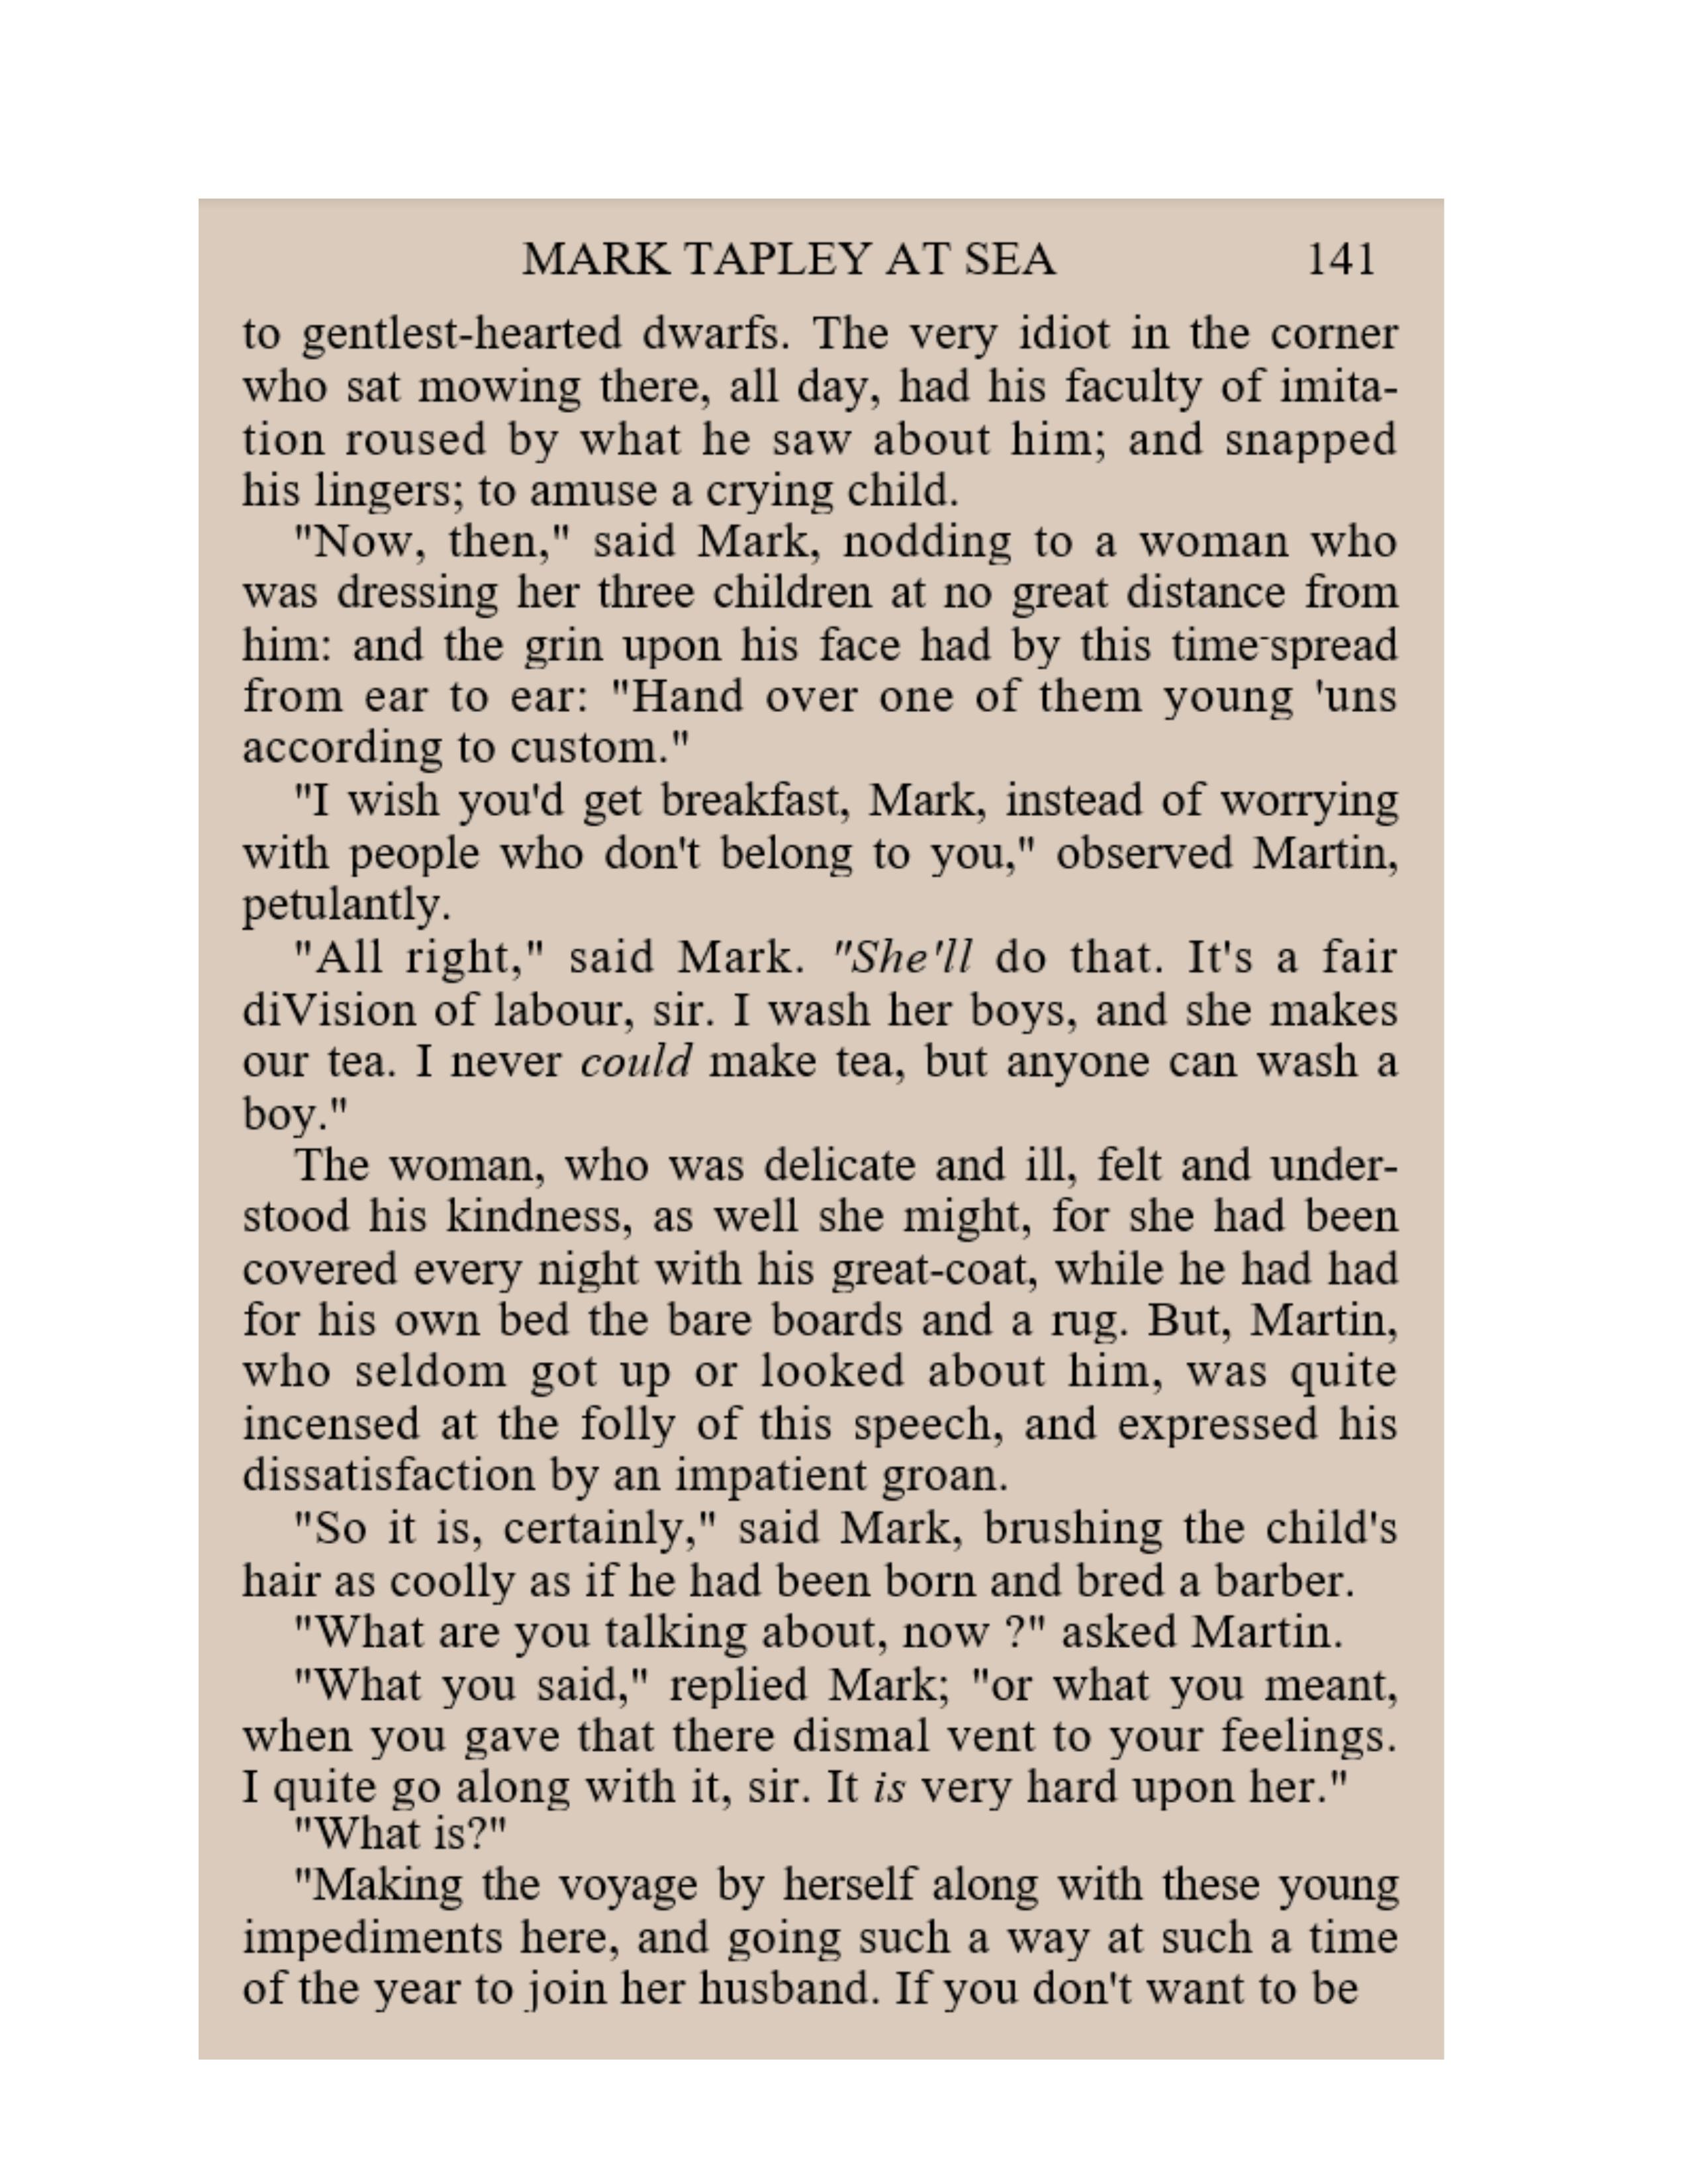 MARK TAPLEY AT SEA 141
to gentlest-hearted dwarfs. The very idiot in the corner
who sat mowing there, all day, had his faculty of imita-
tion roused by what he saw about him; and snapped
his lingers; to amuse a crying child.
"Now, then," said Mark, nodding to a woman who
was dressing her three children at no great distance from
him: and the grin upon his face had by this time-spread
from ear to ear: "Hand over one of them young 'uns
according to custom."
"I wish you'd get breakfast, Mark, instead of worrying
with people who don't belong to you," observed Martin,
petulantly.
"All right," said Mark. "She'll do that. It's a fair
diVision of labour, sir. I wash her boys, and she makes
our tea. I never could make tea, but anyone can wash a
boy."
The woman, who was delicate and ill, felt and under-
stood his kindness, as well she might, for she had been
covered every night with his great-coat, while he had had
for his own bed the bare boards and a rug. But, Martin,
who seldom got up or looked about him, was quite
incensed at the folly of this speech, and expressed his
dissatisfaction by an impatient groan.
"So it is, certainly," said Mark, brushing the child's
hair as coolly as if he had been born and bred a barber.
"What are you talking about, now ?" asked Martin.
"What you said," replied Mark; "or what you meant,
when you gave that there dismal vent to your feelings.
I quite go along with it, sir. It is very hard upon her."
"What is?"
"Making the voyage by herself along with these young
impediments here, and going such a way at such a time
of the year to join her husband. If you don't want to be